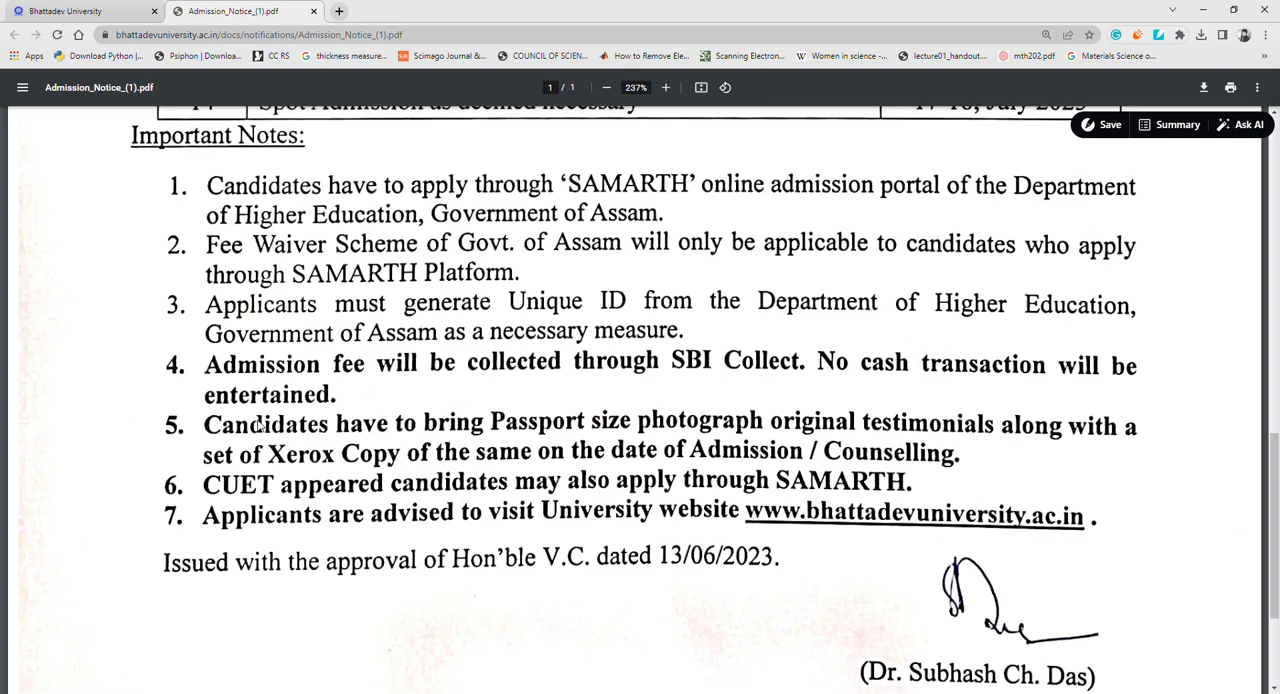 Bhattadev University
Admission_Notice_(1).pdf
bhattadevuniversity.ac.in/docs/notifications/Admission_Notice_(1).pdf
Apps Download Python |... Psiphon | Downloa... CC RS thickness measure... Scimago Journal &... COUNCIL OF SCIEN... How to Remove Ele... Scanning Electron... Women in science -... lecture01_handout... mth202.pdf Materials Science o... »
Admission_Notice_(1).pdf 1 / 1 237%
Spot Admission as deemed necessary
Save Summary Ask AI
Important Notes:
1. Candidates have to apply through ‘SAMARTH’ online admission portal of the Department
of Higher Education, Government of Assam.
2. Fee Waiver Scheme of Govt. of Assam will only be applicable to candidates who apply
through SAMARTH Platform.
3. Applicants must generate Unique ID from the Department of Higher Education,
Government of Assam as a necessary measure.
4. Admission fee will be collected through SBI Collect. No cash transaction will be
entertained.
5. Candidates have to bring Passport size photograph original testimonials along with a
set of Xerox Copy of the same on the date of Admission / Counselling.
6. CUET appeared candidates may also apply through SAMARTH.
7. Applicants are advised to visit University website www.bhattadevuniversity.ac.in .
Issued with the approval of Hon’ble V.C. dated 13/06/2023.
(Dr. Subhash Ch. Das)